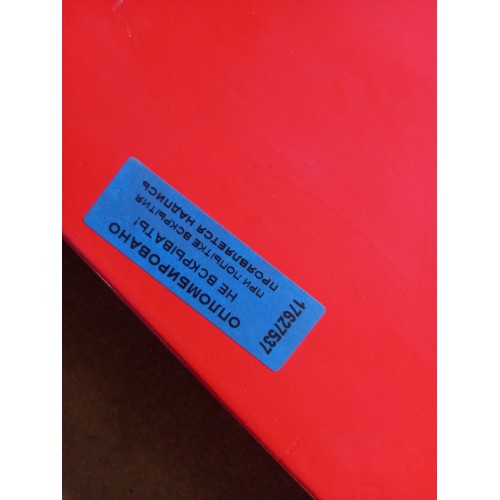 ОПЛОМБИРОВАНО
НЕ ВСКРЫВАТЬ!
ПРИ ПОПЫТКЕ ВСКРЫТИЯ
ПРОЯВЛЯЕТСЯ НАДПИСЬ
17627537